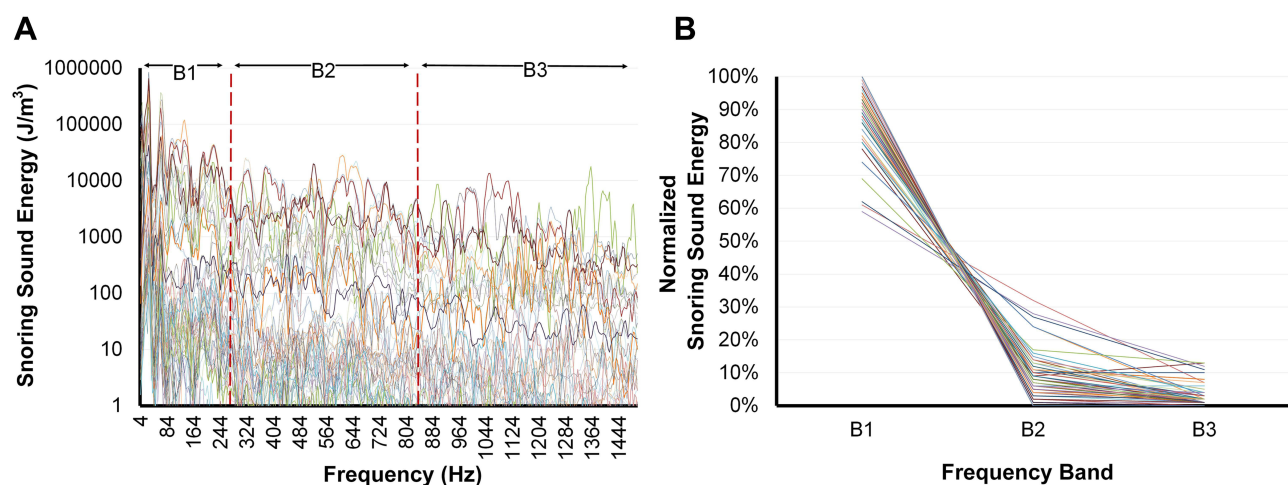 A
B1 B2 B3
Snoring Sound Energy (J/m³)
1000000
100000
10000
1000
100
10
1
4 84 164 244 324 404 484 564 644 724 804 884 964 1044 1124 1204 1284 1364 1444
Frequency (Hz)
B
Normalized
Snoring Sound Energy
100%
90%
80%
70%
60%
50%
40%
30%
20%
10%
0%
B1 B2 B3
Frequency Band